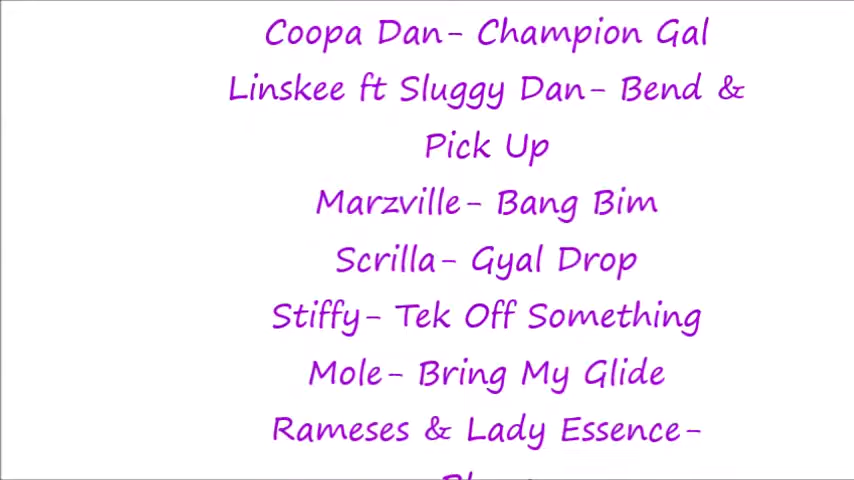 Coopa Dan- Champion Gal
Linskee ft Sluggy Dan- Bend &
Pick Up
Marzville- Bang Bim
Scrilla- Gyal Drop
Stiffy- Tek Off Something
Mole- Bring My Glide
Rameses & Lady Essence-